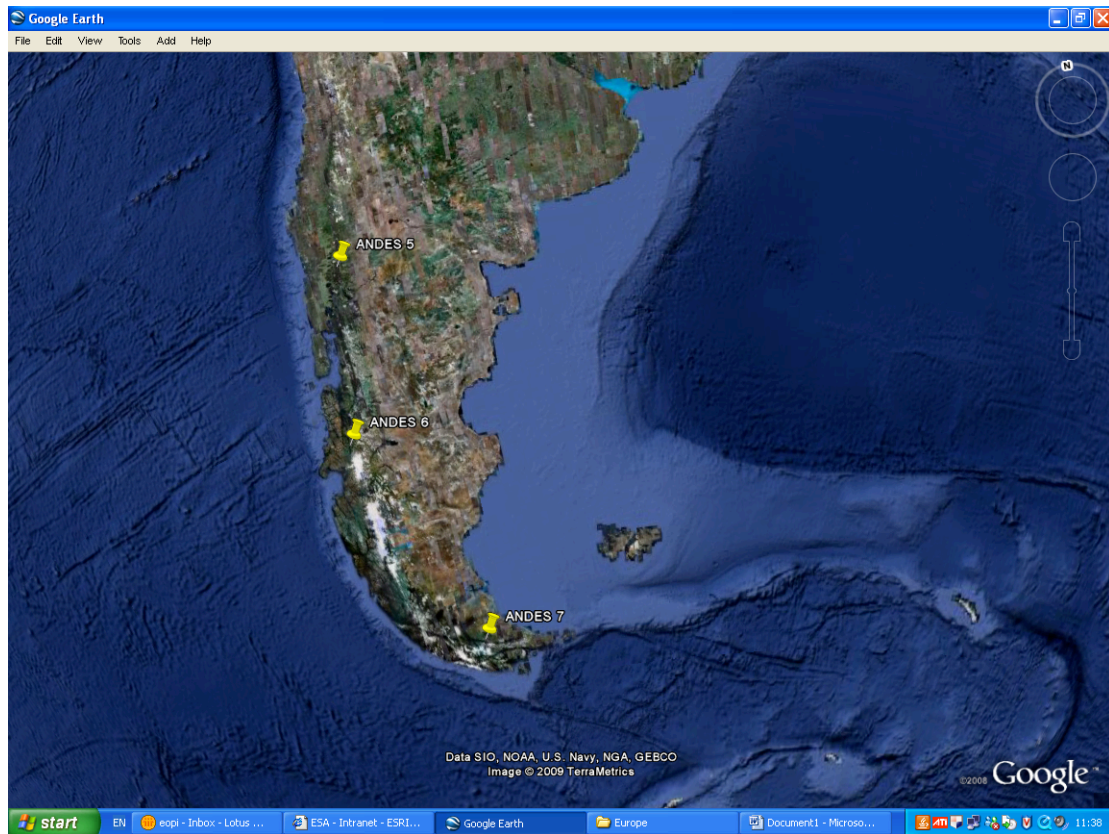 Google Earth
File Edit View Tools Add Help
N
ANDES 5
ANDES 6
ANDES 7
Data SIO, NOAA, U.S. Navy, NGA, GEBCO
Image © 2009 TerraMetrics
©2008 Google™
start EN eopi - Inbox - Lotus ... ESA - Intranet - ESRI... Google Earth Europe Document1 - Microso... ATI 11:38